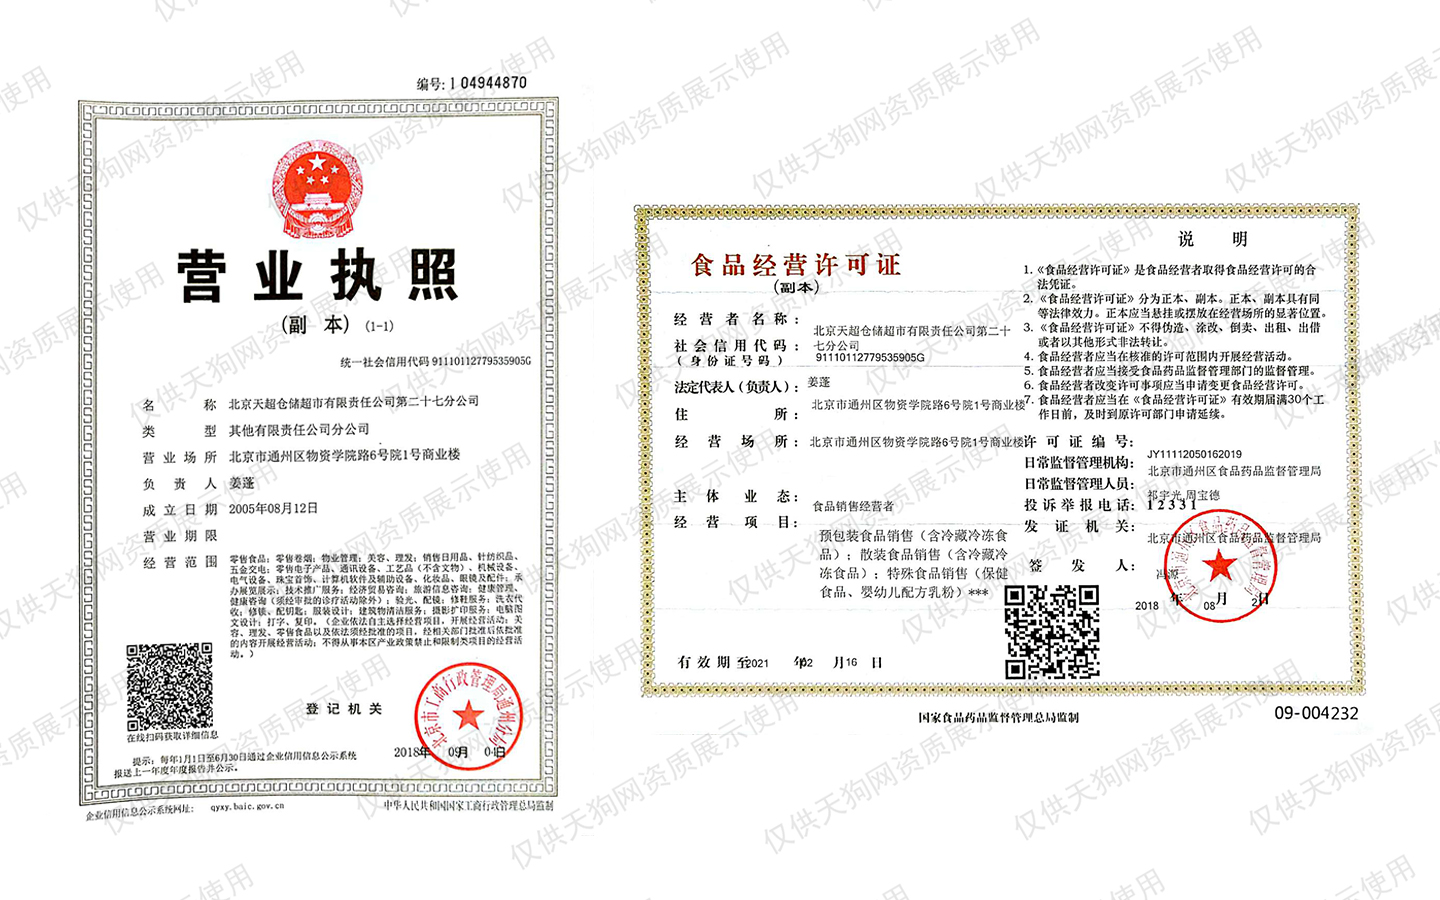 编号:1 04944870
营业执照
(副 本) (1-1)
统一社会信用代码 91110112779535905G
名 称 北京天超仓储超市有限责任公司第二十七分公司
类 型 其他有限责任公司分公司
营业场所 北京市通州区物资学院路6号院1号商业楼
负 责 人 姜蓬
成立日期 2005年08月12日
营业期限
经营范围 零售食品；零售卷烟；物业管理；美容、理发；销售日用品、针纺织品、
五金交电；零售电子产品、通讯设备、工艺品（不含文物）、机械设备、
电气设备、珠宝首饰、计算机软件及辅助设备、化妆品、眼镜及配件；承
办展览展示；技术推广服务；经济贸易咨询；旅游信息咨询；健康管理、
健康咨询（须经审批的诊疗活动除外）；验光、配镜；修鞋服务；洗衣代
收；修锁、配钥匙；服装设计；建筑物清洁服务；摄影扩印服务；电脑图
文设计；打字、复印。（企业依法自主选择经营项目，开展经营活动；美
容、理发、零售食品以及依法须经批准的项目，经相关部门批准后依批准
的内容开展经营活动；不得从事本区产业政策禁止和限制类项目的经营活
动。）
在线扫码获取详细信息
登记机关
北京市工商行政管理局通州分局
2018年 09月 04日
提示：每年1月1日至6月30日通过企业信用信息公示系统
报送上一年度年度报告并公示。
企业信用信息公示系统网址： qyxy.baic.gov.cn
中华人民共和国国家工商行政管理总局监制
食品经营许可证
(副本)
经营者名称： 北京天超仓储超市有限责任公司第二十
七分公司
社会信用代码：
(身份证号码) 91110112779535905G
法定代表人(负责人)： 姜蓬
住 所： 北京市通州区物资学院路6号院1号商业楼
经营场所： 北京市通州区物资学院路6号院1号商业楼
主体业态： 食品销售经营者
经营项目： 预包装食品销售（含冷藏冷冻食
品）；散装食品销售（含冷藏冷
冻食品）；特殊食品销售（保健
食品、婴幼儿配方乳粉）***
有效期至2021 年02 月16 日
说 明
1.《食品经营许可证》是食品经营者取得食品经营许可的合
法凭证。
2.《食品经营许可证》分为正本、副本。正本、副本具有同
等法律效力。正本应当悬挂或摆放在经营场所的显著位置。
3.《食品经营许可证》不得伪造、涂改、倒卖、出租、出借
或者以其他形式非法转让。
4. 食品经营者应当在核准的许可范围内开展经营活动。
5. 食品经营者应当接受食品药品监督管理部门的监督管理。
6. 食品经营者改变许可事项应当申请变更食品经营许可。
7. 食品经营者应当在《食品经营许可证》有效期届满30个工
作日前，及时到原许可部门申请延续。
许可证编号： JY11112050162019
日常监督管理机构： 北京市通州区食品药品监督管理局
日常监督管理人员： 祁宇光,周宝德
投诉举报电话： 12331
发证机关： 北京市通州区食品药品监督管理局
签 发 人： 冯源
2018 年 08 月 2日
国家食品药品监督管理总局监制
09-004232
仅供天狗网资质展示使用